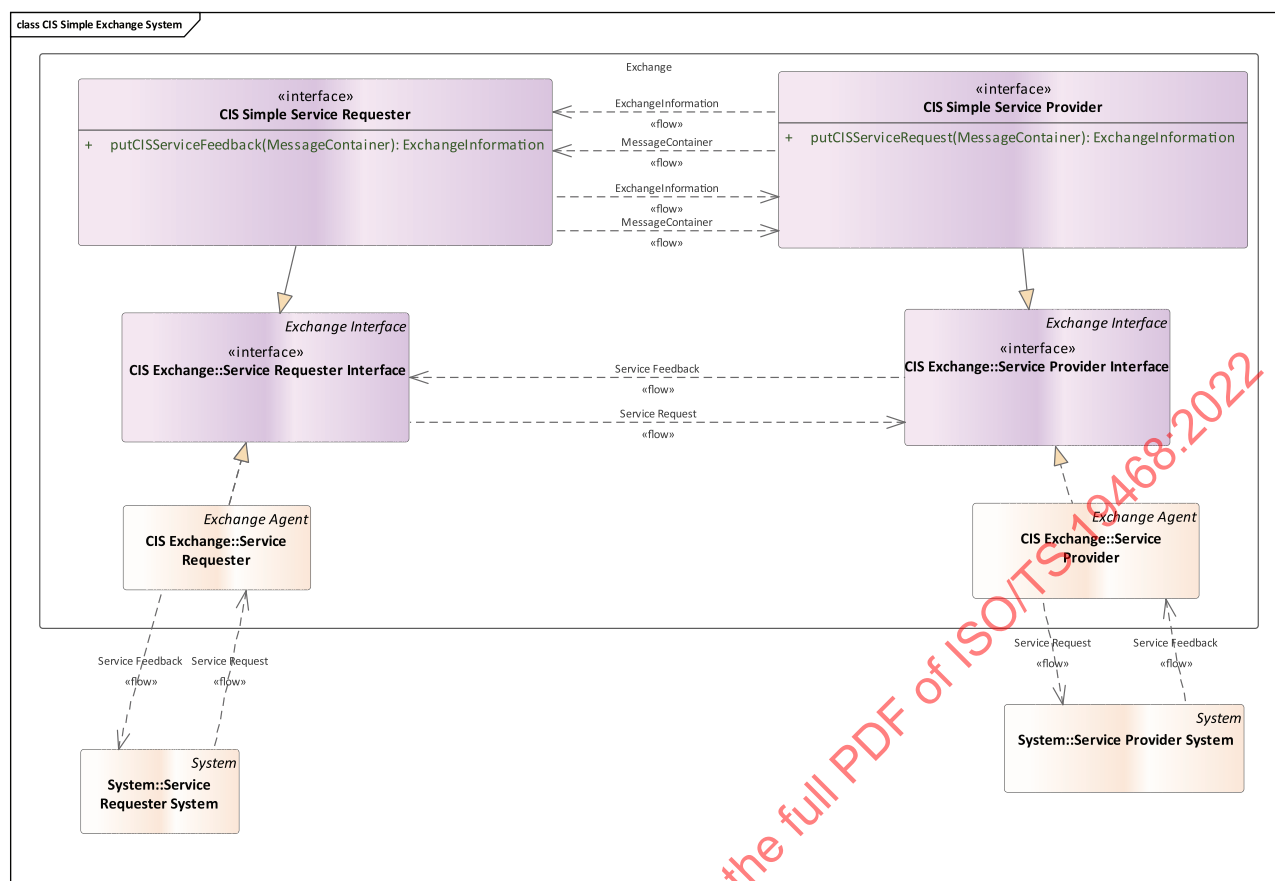 class CIS Simple Exchange System
Exchange
«interface»
CIS Simple Service Requester
+ putCISServiceFeedback(MessageContainer): ExchangeInformation
«interface»
CIS Simple Service Provider
+ putCISServiceRequest(MessageContainer): ExchangeInformation
ExchangeInformation
«flow»
MessageContainer
«flow»
ExchangeInformation
«flow»
MessageContainer
«flow»
Exchange Interface
«interface»
CIS Exchange::Service Requester Interface
Exchange Interface
«interface»
CIS Exchange::Service Provider Interface
Service Feedback
«flow»
Service Request
«flow»
Exchange Agent
CIS Exchange::Service
Requester
Exchange Agent
CIS Exchange::Service
Provider
Service Feedback
«flow»
Service Request
«flow»
Service Request
«flow»
Service Feedback
«flow»
System
System::Service
Requester System
System
System::Service Provider System
the full PDF of ISO/TS 19468:2022